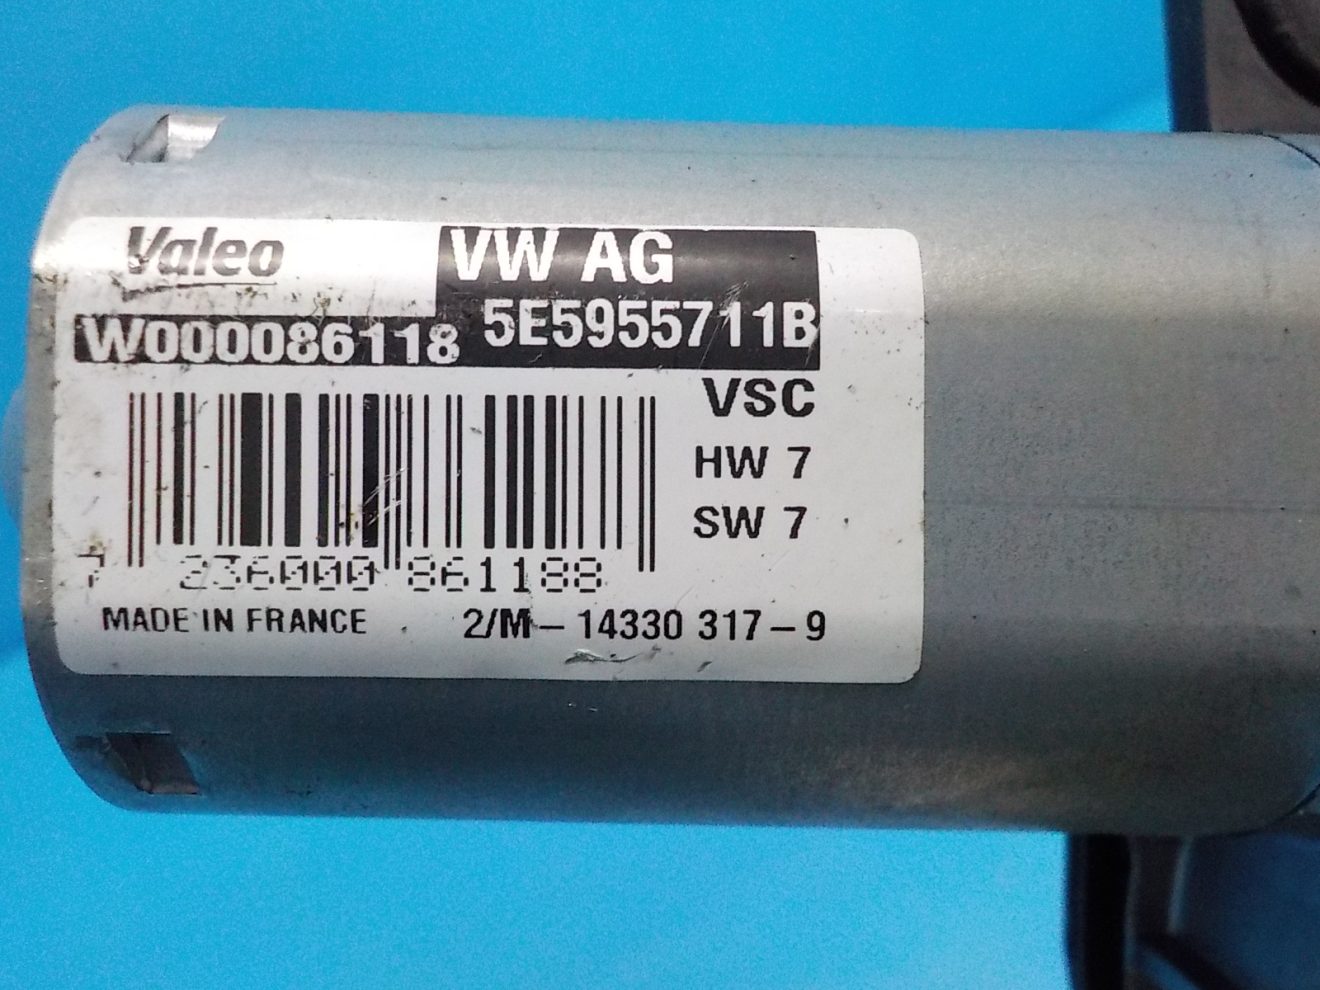 Valeo
VW AG
W000086118
5E5955711B
VSC
HW 7
SW 7
7 236000 861188
MADE IN FRANCE
2/M - 14330 317 - 9